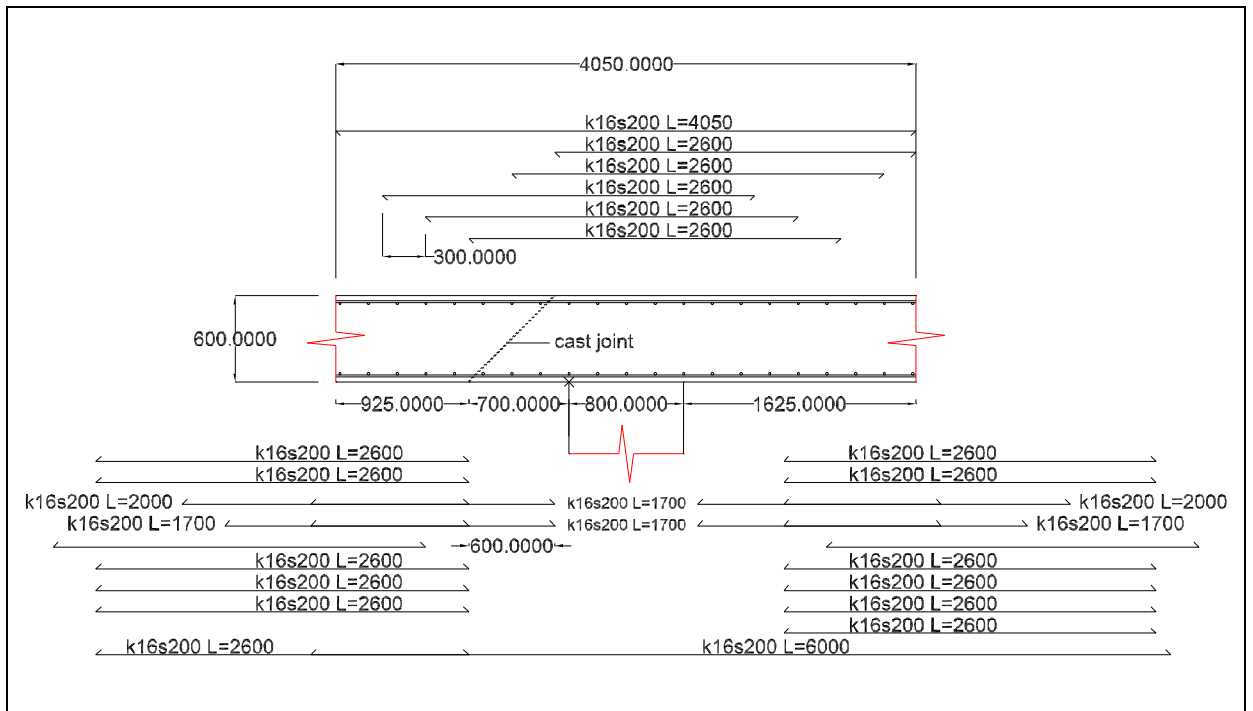 4050.0000
k16s200 L=4050
k16s200 L=2600
k16s200 L=2600
k16s200 L=2600
k16s200 L=2600
k16s200 L=2600
300.0000
600.0000
cast joint
925.0000 700.0000 800.0000 1625.0000
k16s200 L=2600 k16s200 L=2600
k16s200 L=2600 k16s200 L=2600
k16s200 L=2000 k16s200 L=1700 k16s200 L=2000
k16s200 L=1700 k16s200 L=1700 k16s200 L=1700
600.0000
k16s200 L=2600 k16s200 L=2600
k16s200 L=2600 k16s200 L=2600
k16s200 L=2600 k16s200 L=2600
k16s200 L=2600
k16s200 L=2600 k16s200 L=6000